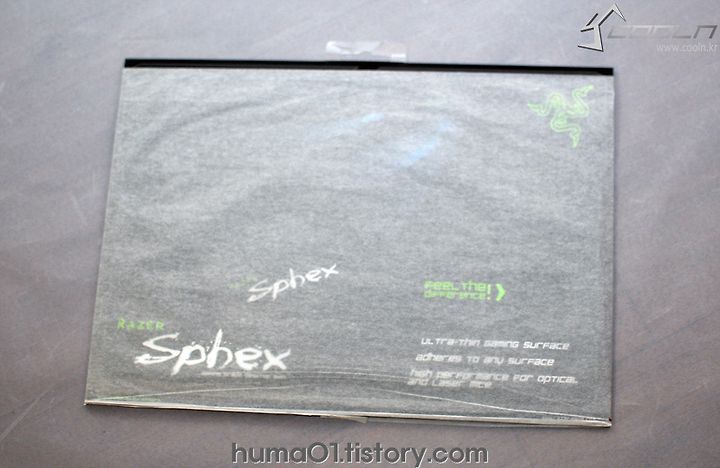 COOLN
www.cooln.kr
Sphex
FEEL THE
DIFFERENCE!
RAZER
Sphex
ULTRA-THIN GAMING SURFACE
ADHERES TO ANY SURFACE
HIGH PERFORMANCE FOR OPTICAL
AND LASER MICE
huma01.tistory.com